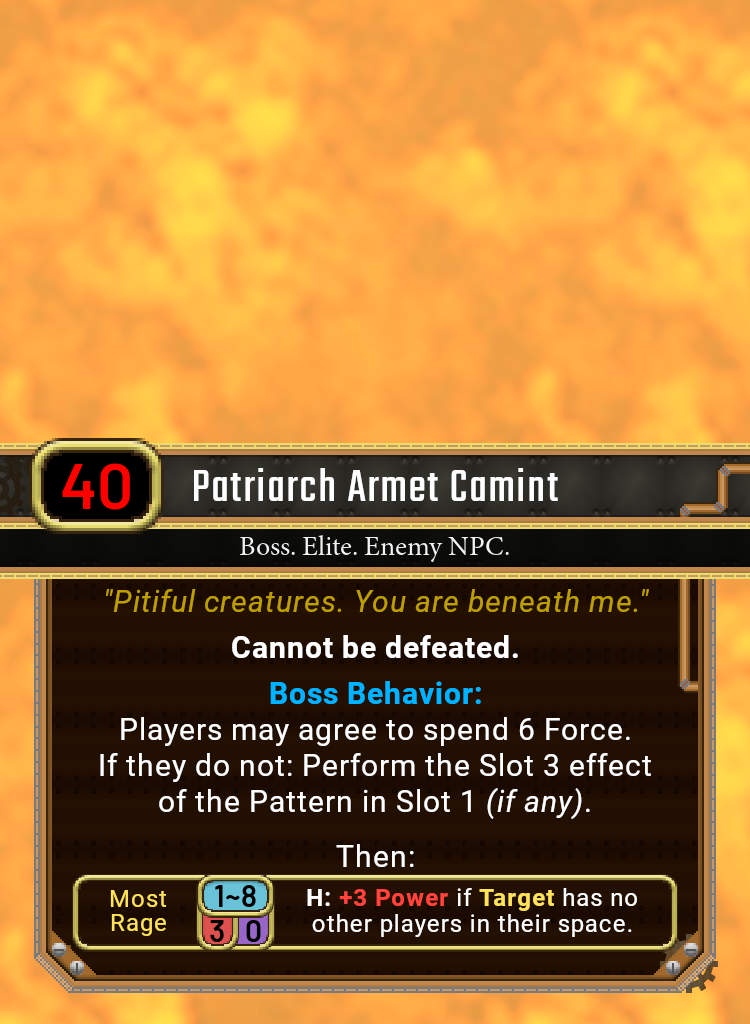 40
Patriarch Armet Camint
Boss. Elite. Enemy NPC.
"Pitiful creatures. You are beneath me."
Cannot be defeated.
Boss Behavior:
Players may agree to spend 6 Force.
If they do not: Perform the Slot 3 effect
of the Pattern in Slot 1 (if any).
Then:
Most
Rage
1~8
3 0
H: +3 Power if Target has no
other players in their space.